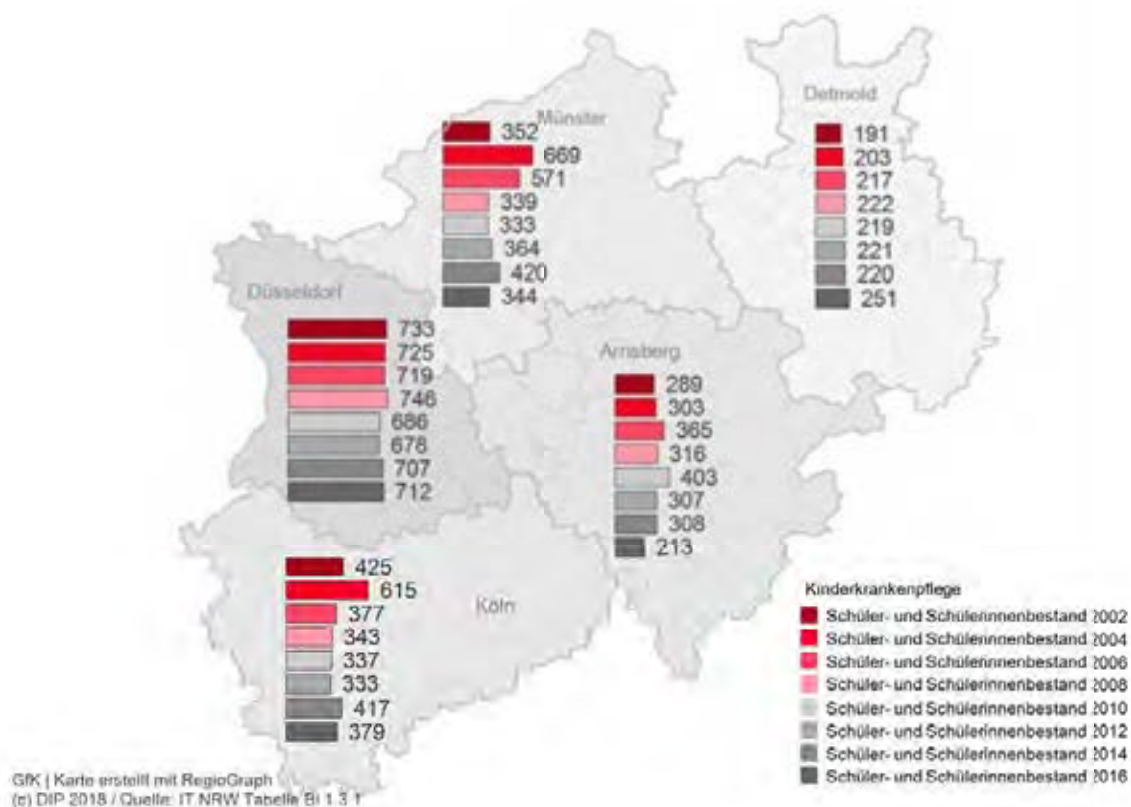 Münster
352
669
571
339
333
364
420
344
Detmold
191
203
217
222
219
221
220
251
Düsseldorf
733
725
719
746
686
678
707
712
Arnsberg
289
303
365
316
403
307
308
213
Köln
425
615
377
343
337
333
417
379
Kinderkrankenpflege
Schüler- und Schülerinnenbestand 2002
Schüler- und Schülerinnenbestand 2004
Schüler- und Schülerinnenbestand 2006
Schüler- und Schülerinnenbestand 2008
Schüler- und Schülerinnenbestand 2010
Schüler- und Schülerinnenbestand 2012
Schüler- und Schülerinnenbestand 2014
Schüler- und Schülerinnenbestand 2016
GfK | Karte erstellt mit RegioGraph
(c) DIP 2018 / Quelle: IT.NRW Tabelle BI 1.3.1